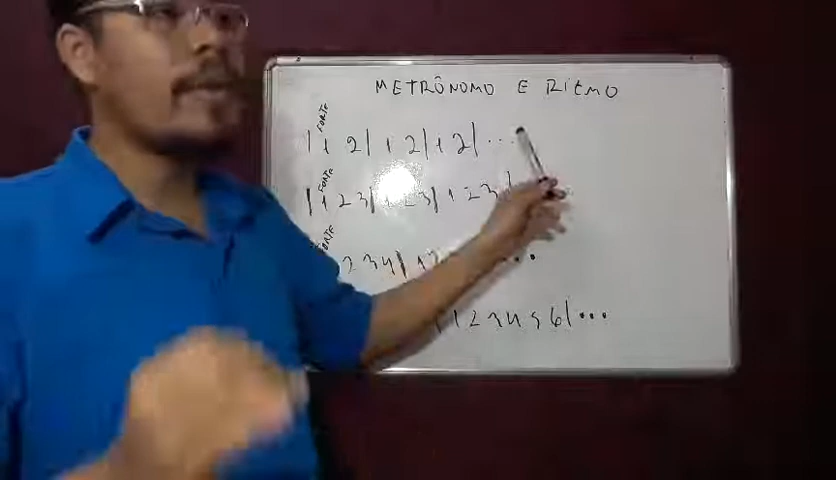 METRÔNOMO E RITMO
FORTE
| 1 2 | 1 2 | 1 2 | ...
FORTE
| 1 2 3 | 1 2 3 | 1 2 3 |
FORTE
2 3 4 | 1 2
1 2 3 4 5 6 | ...